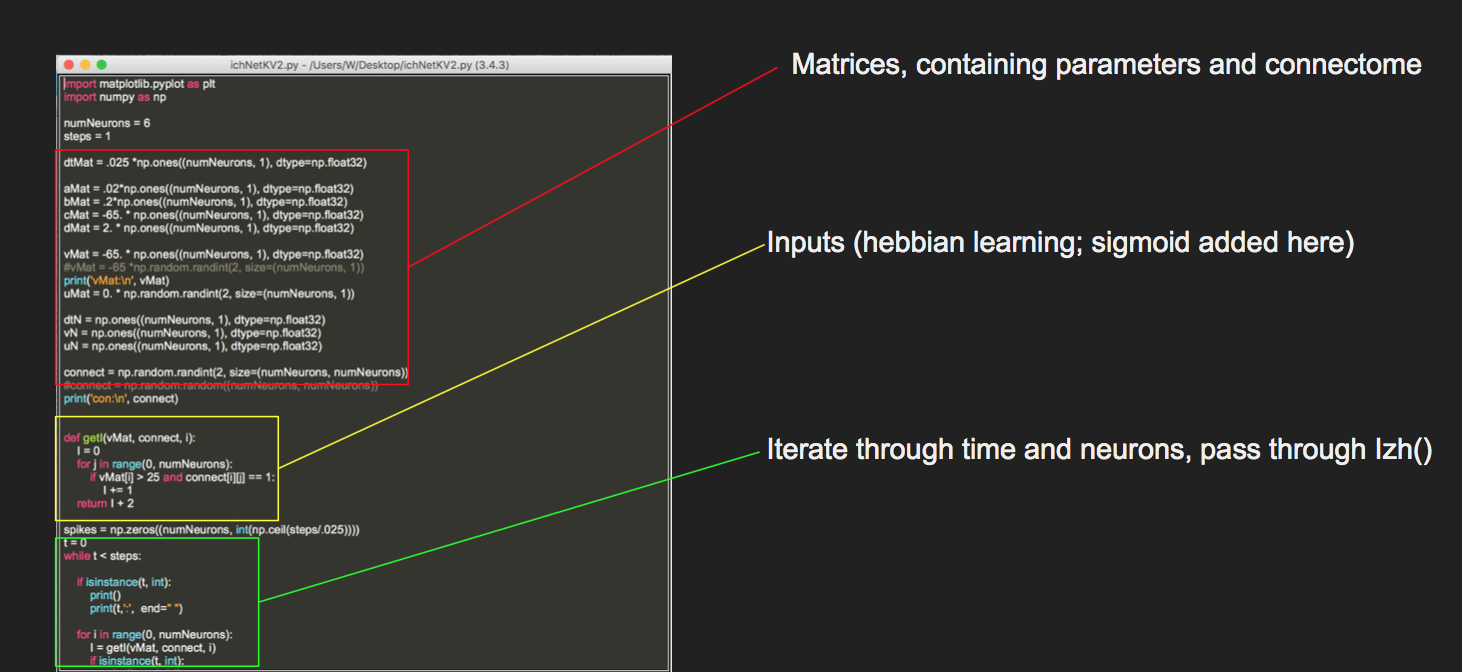 ichNetKV2.py - /Users/W/Desktop/ichNetKV2.py (3.4.3)
import matplotlib.pyplot as plt
import numpy as np
numNeurons = 6
steps = 1
dtMat = .025 *np.ones((numNeurons, 1), dtype=np.float32)
aMat = .02*np.ones((numNeurons, 1), dtype=np.float32)
bMat = .2*np.ones((numNeurons, 1), dtype=np.float32)
cMat = -65. * np.ones((numNeurons, 1), dtype=np.float32)
dMat = 2. * np.ones((numNeurons, 1), dtype=np.float32)
vMat = -65. * np.ones((numNeurons, 1), dtype=np.float32)
#vMat = -65 *np.random.randint(2, size=(numNeurons, 1))
print('vMat:\n', vMat)
uMat = 0. * np.random.randint(2, size=(numNeurons, 1))
dtN = np.ones((numNeurons, 1), dtype=np.float32)
vN = np.ones((numNeurons, 1), dtype=np.float32)
uN = np.ones((numNeurons, 1), dtype=np.float32)
connect = np.random.randint(2, size=(numNeurons, numNeurons))
#connect = np.random.random((numNeurons, numNeurons))
print('con:\n', connect)
def getI(vMat, connect, i):
I = 0
for j in range(0, numNeurons):
if vMat[i] > 25 and connect[i][j] == 1:
I += 1
return I + 2
spikes = np.zeros((numNeurons, int(np.ceil(steps/.025))))
t = 0
while t < steps:
if isinstance(t, int):
print()
print(t,':', end=" ")
for i in range(0, numNeurons):
I = getI(vMat, connect, i)
if isinstance(t, int):
Matrices, containing parameters and connectome
Inputs (hebbian learning; sigmoid added here)
Iterate through time and neurons, pass through Izh()